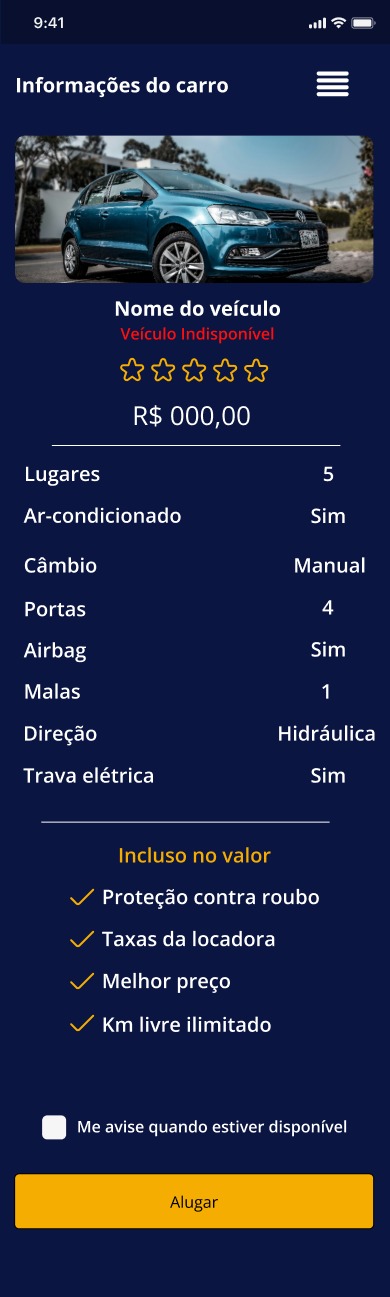 9:41
Informações do carro
Nome do veículo
Veículo Indisponível
R$ 000,00
Lugares 5
Ar-condicionado Sim
Câmbio Manual
Portas 4
Airbag Sim
Malas 1
Direção Hidráulica
Trava elétrica Sim
Incluso no valor
Proteção contra roubo
Taxas da locadora
Melhor preço
Km livre ilimitado
Me avise quando estiver disponível
Alugar